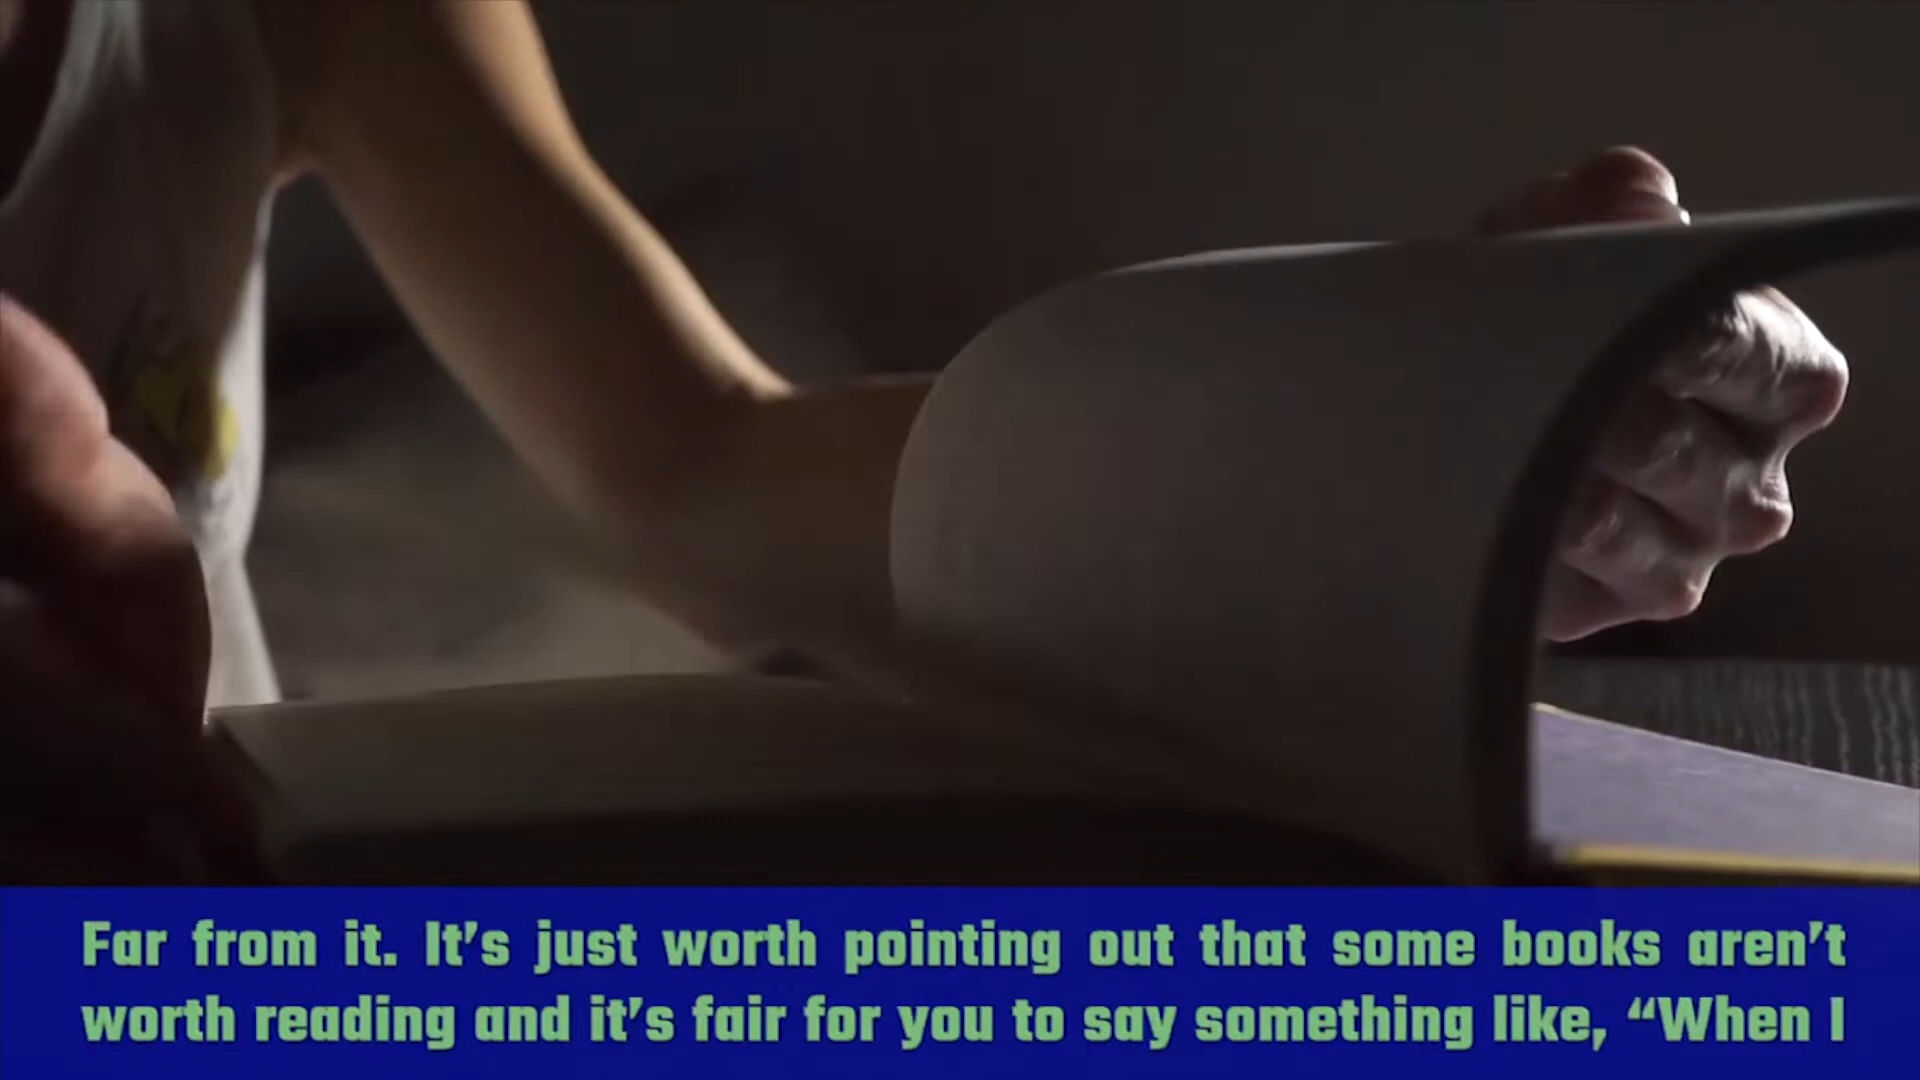 Far from it. It’s just worth pointing out that some books aren’t
worth reading and it’s fair for you to say something like, “When I